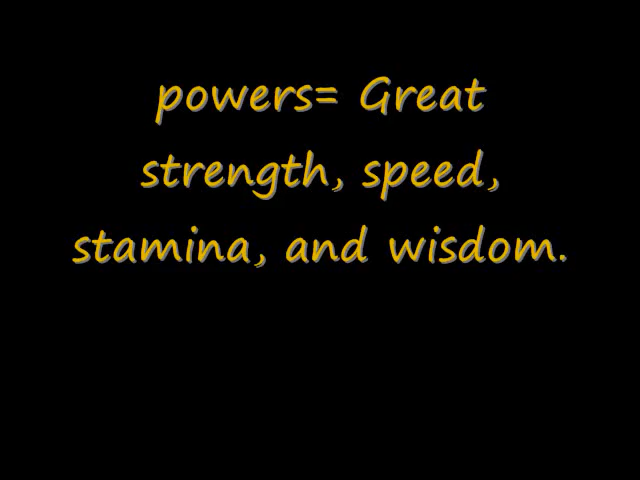 powers= Great
strength, speed,
stamina, and wisdom.